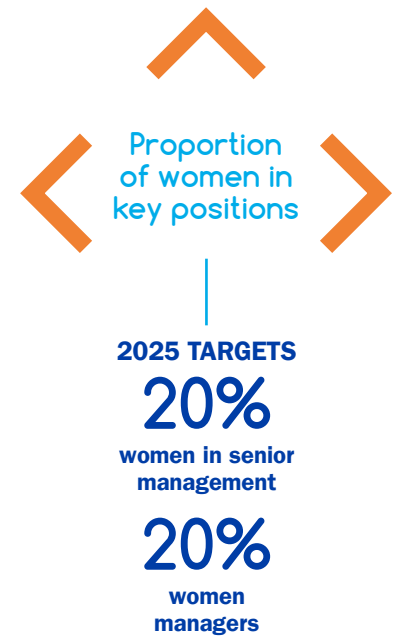 Proportion
of women in
key positions
2025 TARGETS
20%
women in senior
management
20%
women
managers